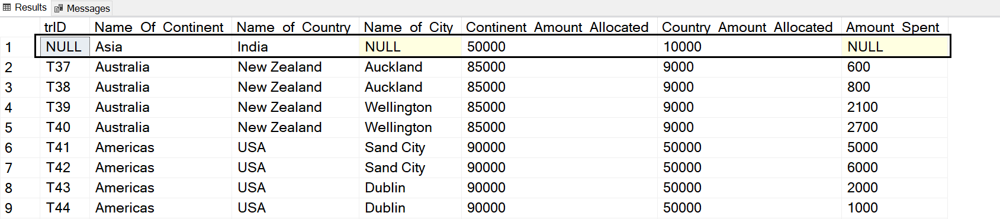 Results Messages
trID Name_Of_Continent Name_of_Country Name_of_City Continent_Amount_Allocated Country_Amount_Allocated Amount_Spent
1 NULL Asia India NULL 50000 10000 NULL
2 T37 Australia New Zealand Auckland 85000 9000 600
3 T38 Australia New Zealand Auckland 85000 9000 800
4 T39 Australia New Zealand Wellington 85000 9000 2100
5 T40 Australia New Zealand Wellington 85000 9000 2700
6 T41 Americas USA Sand City 90000 50000 5000
7 T42 Americas USA Sand City 90000 50000 6000
8 T43 Americas USA Dublin 90000 50000 2000
9 T44 Americas USA Dublin 90000 50000 1000